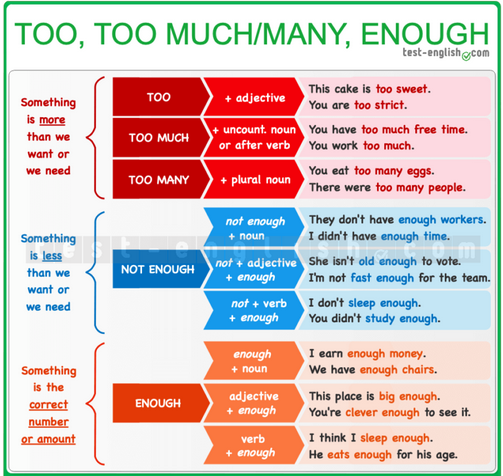 TOO, TOO MUCH/MANY, ENOUGH
test-english.com
Something
is more
than we
want or
we need
TOO
+ adjective
This cake is too sweet.
You are too strict.
TOO MUCH
+ uncount. noun
or after verb
You have too much free time.
You work too much.
TOO MANY
+ plural noun
You eat too many eggs.
There were too many people.
Something
is less
than we
want or
we need
NOT ENOUGH
not enough
+ noun
They don't have enough workers.
I didn't have enough time.
not + adjective
+ enough
She isn't old enough to vote.
I'm not fast enough for the team.
not + verb
+ enough
I don't sleep enough.
You didn't study enough.
test-english.com
Something
is the
correct
number
or amount
ENOUGH
enough
+ noun
I earn enough money.
We have enough chairs.
adjective
+ enough
This place is big enough.
You're clever enough to see it.
verb
+ enough
I think I sleep enough.
He eats enough for his age.